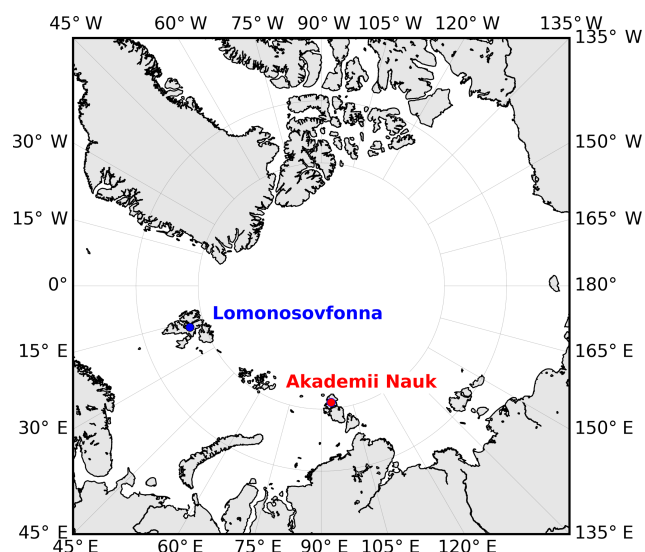 45° W 60° W 75° W 90° W 105° W 120° W 135° W
135° W
30° W 150° W
15° W 165° W
0° 180°
Lomonosovfonna
15° E 165° E
Akademii Nauk
30° E 150° E
45° E 135° E
45° E 60° E 75° E 90° E 105° E 120° E